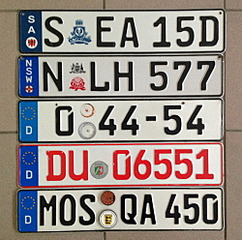 SA S EA 15D
NSW N LH 577
D 0 44-54
D DU 06551
D MOS QA 450